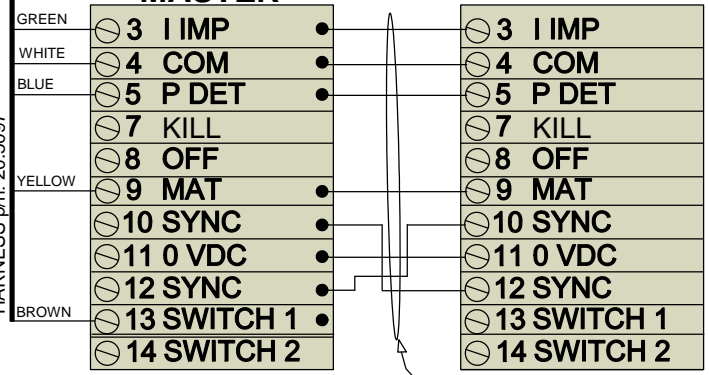 MASTER
GREEN
3 I IMP
3 I IMP
WHITE
4 COM
4 COM
BLUE
5 P DET
5 P DET
7 KILL
7 KILL
8 OFF
8 OFF
YELLOW
9 MAT
9 MAT
10 SYNC
10 SYNC
11 0 VDC
11 0 VDC
12 SYNC
12 SYNC
BROWN
13 SWITCH 1
13 SWITCH 1
14 SWITCH 2
14 SWITCH 2
HARNESS p/n: